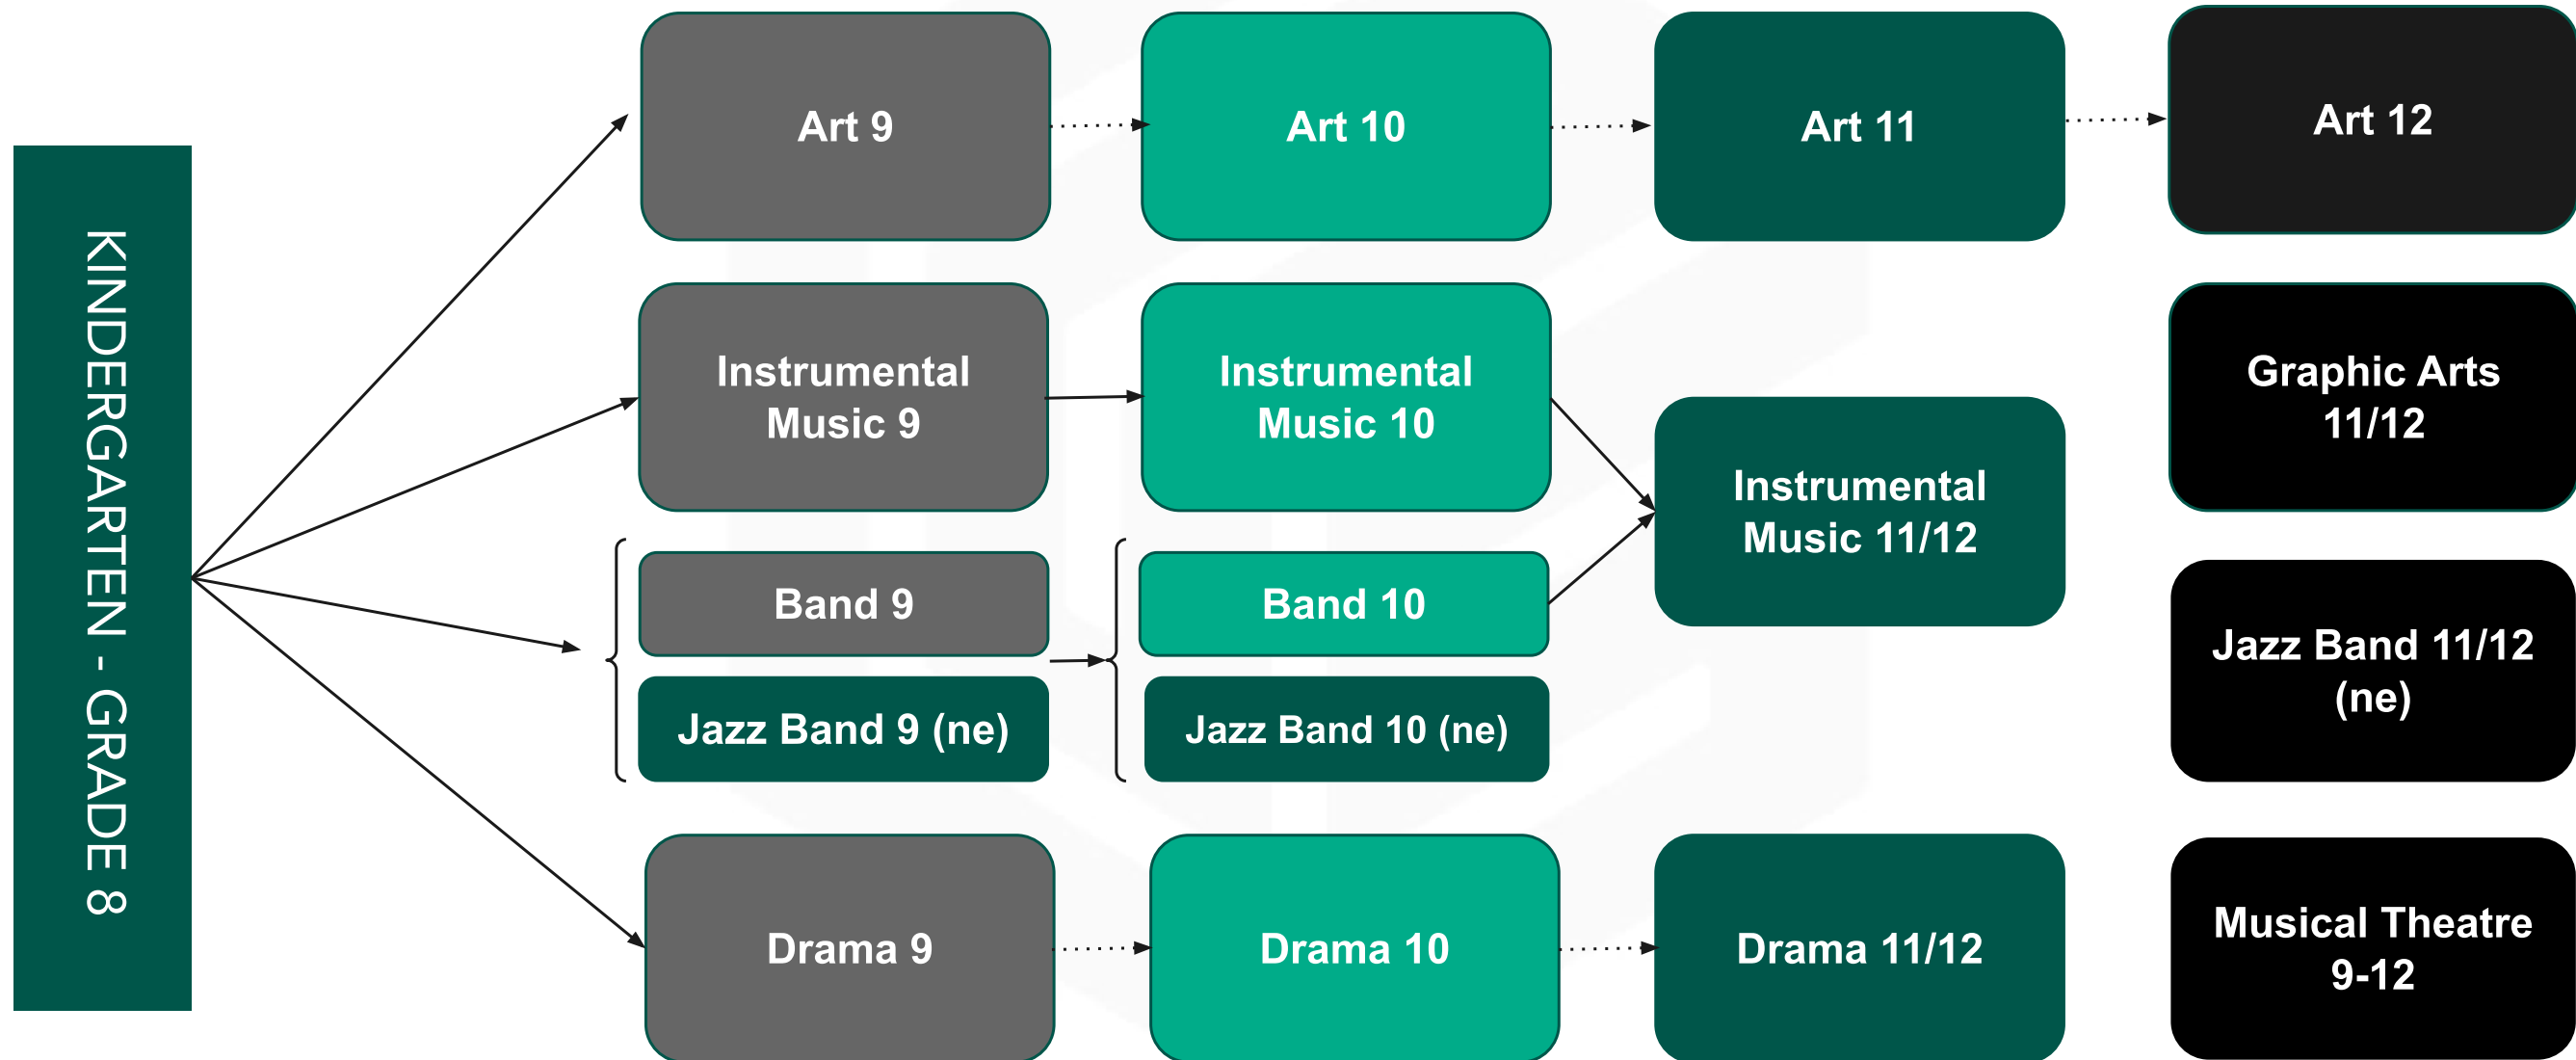 KINDERGARTEN - GRADE 8
Art 9
Art 10
Art 11
Art 12
Instrumental
Music 9
Instrumental
Music 10
Instrumental
Music 11/12
Graphic Arts
11/12
Band 9
Band 10
Jazz Band 9 (ne)
Jazz Band 10 (ne)
Jazz Band 11/12
(ne)
Drama 9
Drama 10
Drama 11/12
Musical Theatre
9-12